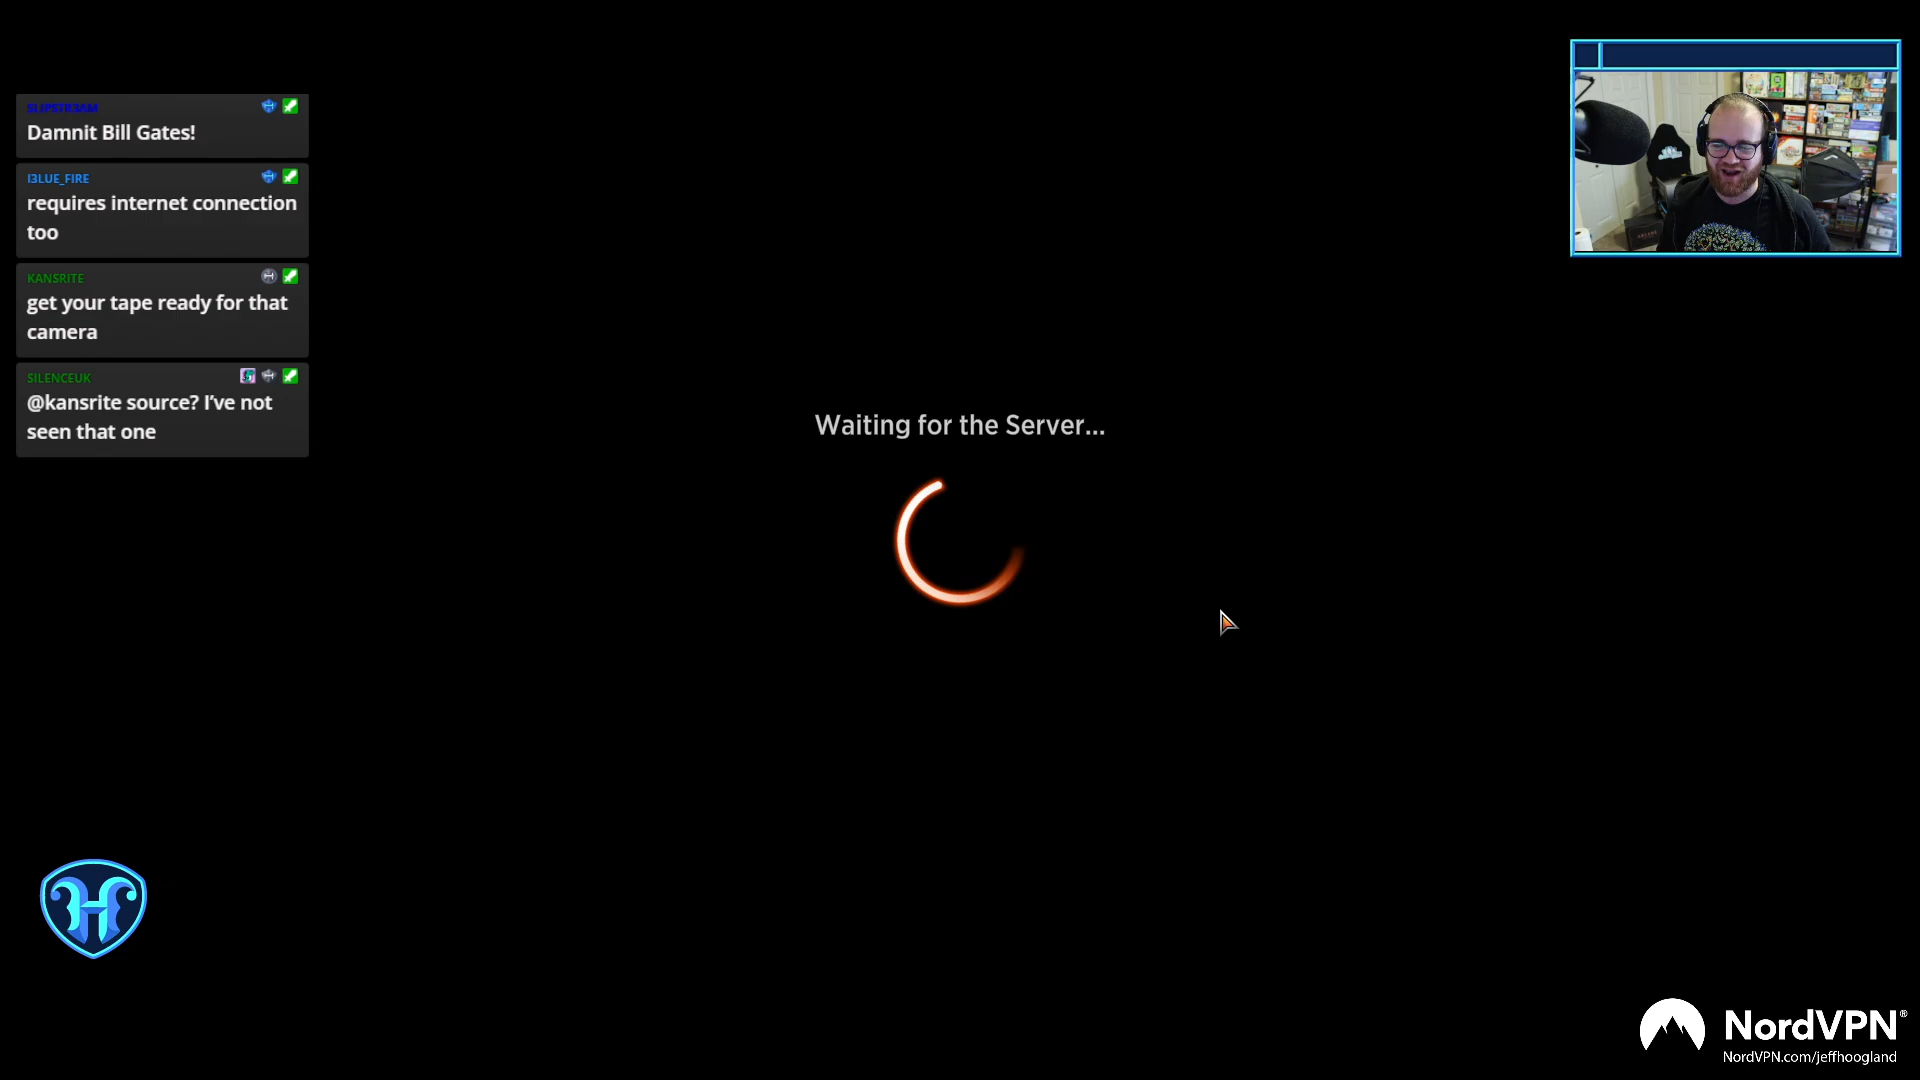 SLIPSTR3AM
Damnit Bill Gates!
I3LUE_FIRE
requires internet connection
too
KANSRITE
get your tape ready for that
camera
SILENCEUK
@kansrite source? I've not
seen that one
Waiting for the Server...
NordVPN®
NordVPN.com/jeffhoogland